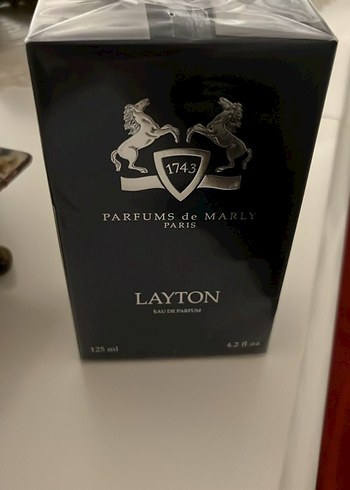 1743
PARFUMS de MARLY
PARIS
LAYTON
EAU DE PARFUM
125 ml 4.2 fl oz